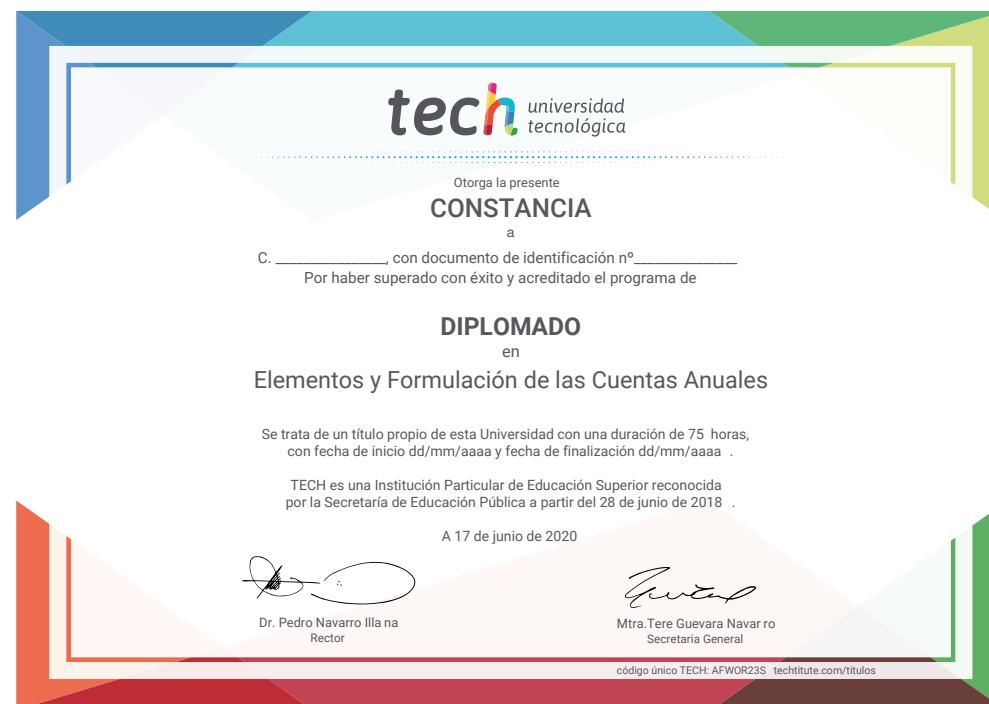 tech universidad
tecnológica
Otorga la presente
CONSTANCIA
a
C. ______________, con documento de identificación nº_____________
Por haber superado con éxito y acreditado el programa de
DIPLOMADO
en
Elementos y Formulación de las Cuentas Anuales
Se trata de un título propio de esta Universidad con una duración de 75 horas,
con fecha de inicio dd/mm/aaaa y fecha de finalización dd/mm/aaaa .
TECH es una Institución Particular de Educación Superior reconocida
por la Secretaría de Educación Pública a partir del 28 de junio de 2018 .
A 17 de junio de 2020
Dr. Pedro Navarro Illa na
Rector
Mtra.Tere Guevara Navar ro
Secretaria General
código único TECH: AFWOR23S techtitute.com/titulos